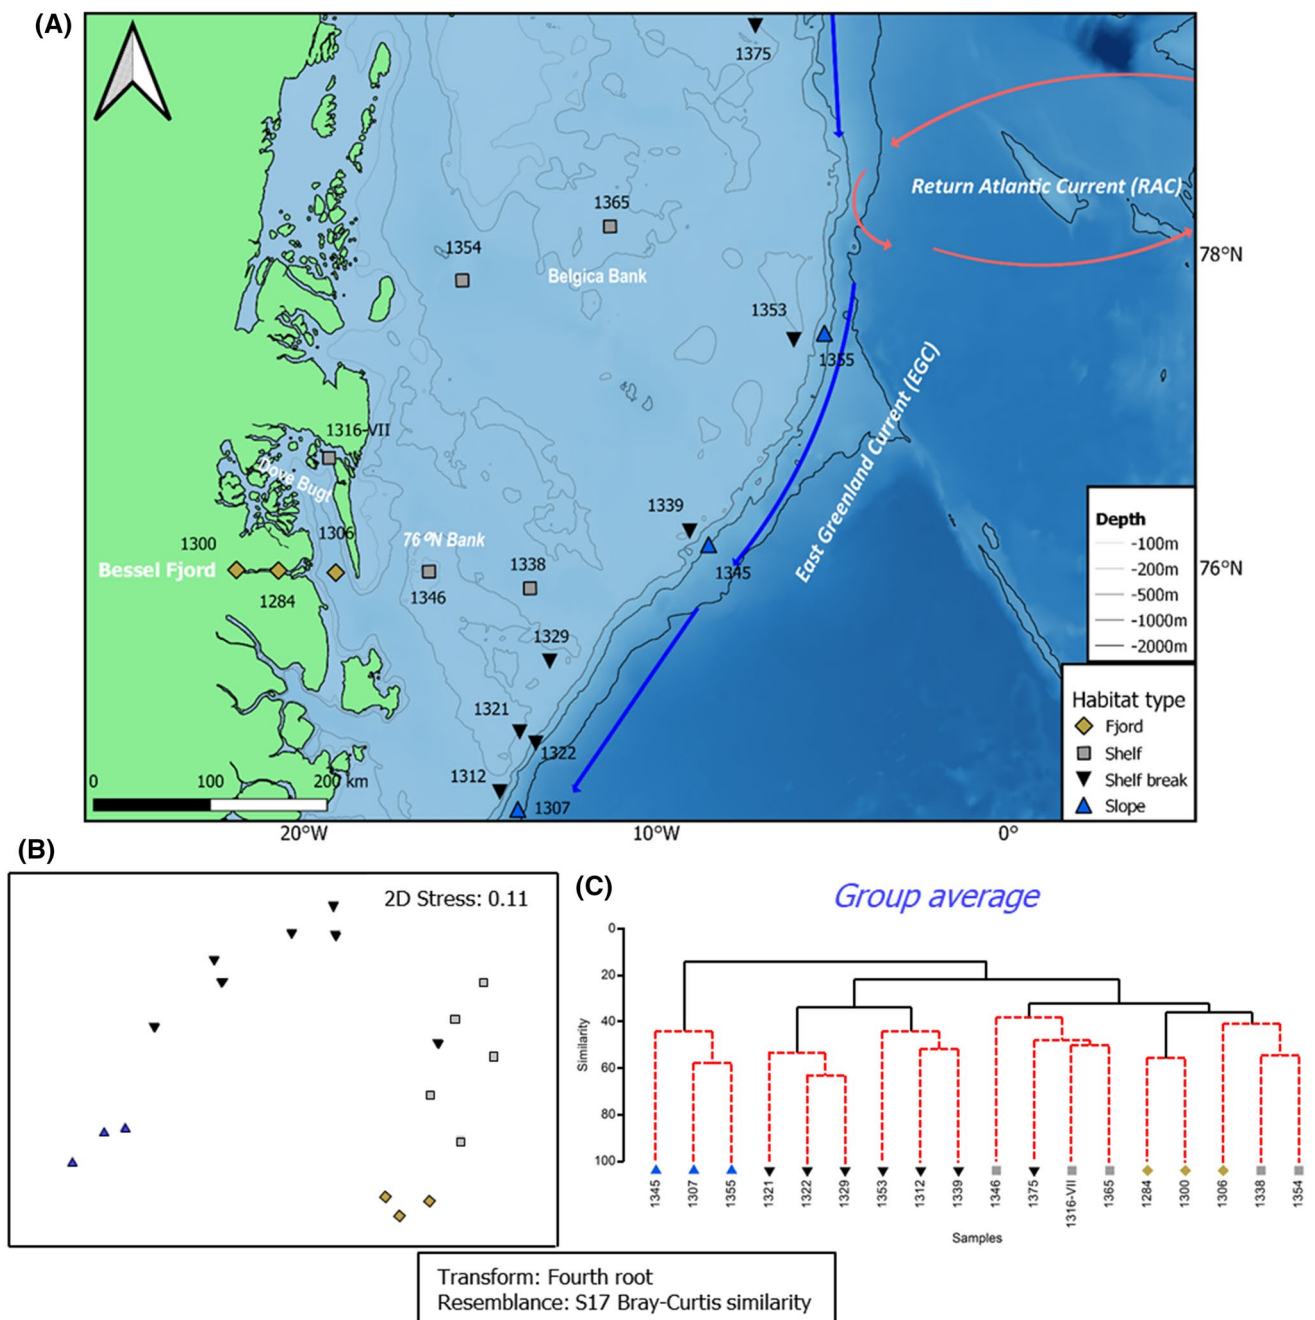 (A)
1375
Return Atlantic Current (RAC)
1365
1354
Belgica Bank
78°N
1353
1355
East Greenland Current (EGC)
1316-VII
Dove Bugt
1339
1306
1300
76°N Bank
1338
1345
76°N
Bessel Fjord
1284
1346
1329
1321
1322
1312
1307
Depth
-100m
-200m
-500m
-1000m
-2000m
Habitat type
Fjord
Shelf
Shelf break
Slope
0 100 200 km
20°W 10°W 0°
(B)
2D Stress: 0.11
(C)
Group average
Similarity
0
20
40
60
80
100
1345
1307
1355
1321
1322
1329
1353
1312
1339
1346
1375
1316-VII
1365
1284
1300
1306
1338
1354
Samples
Transform: Fourth root
Resemblance: S17 Bray-Curtis similarity